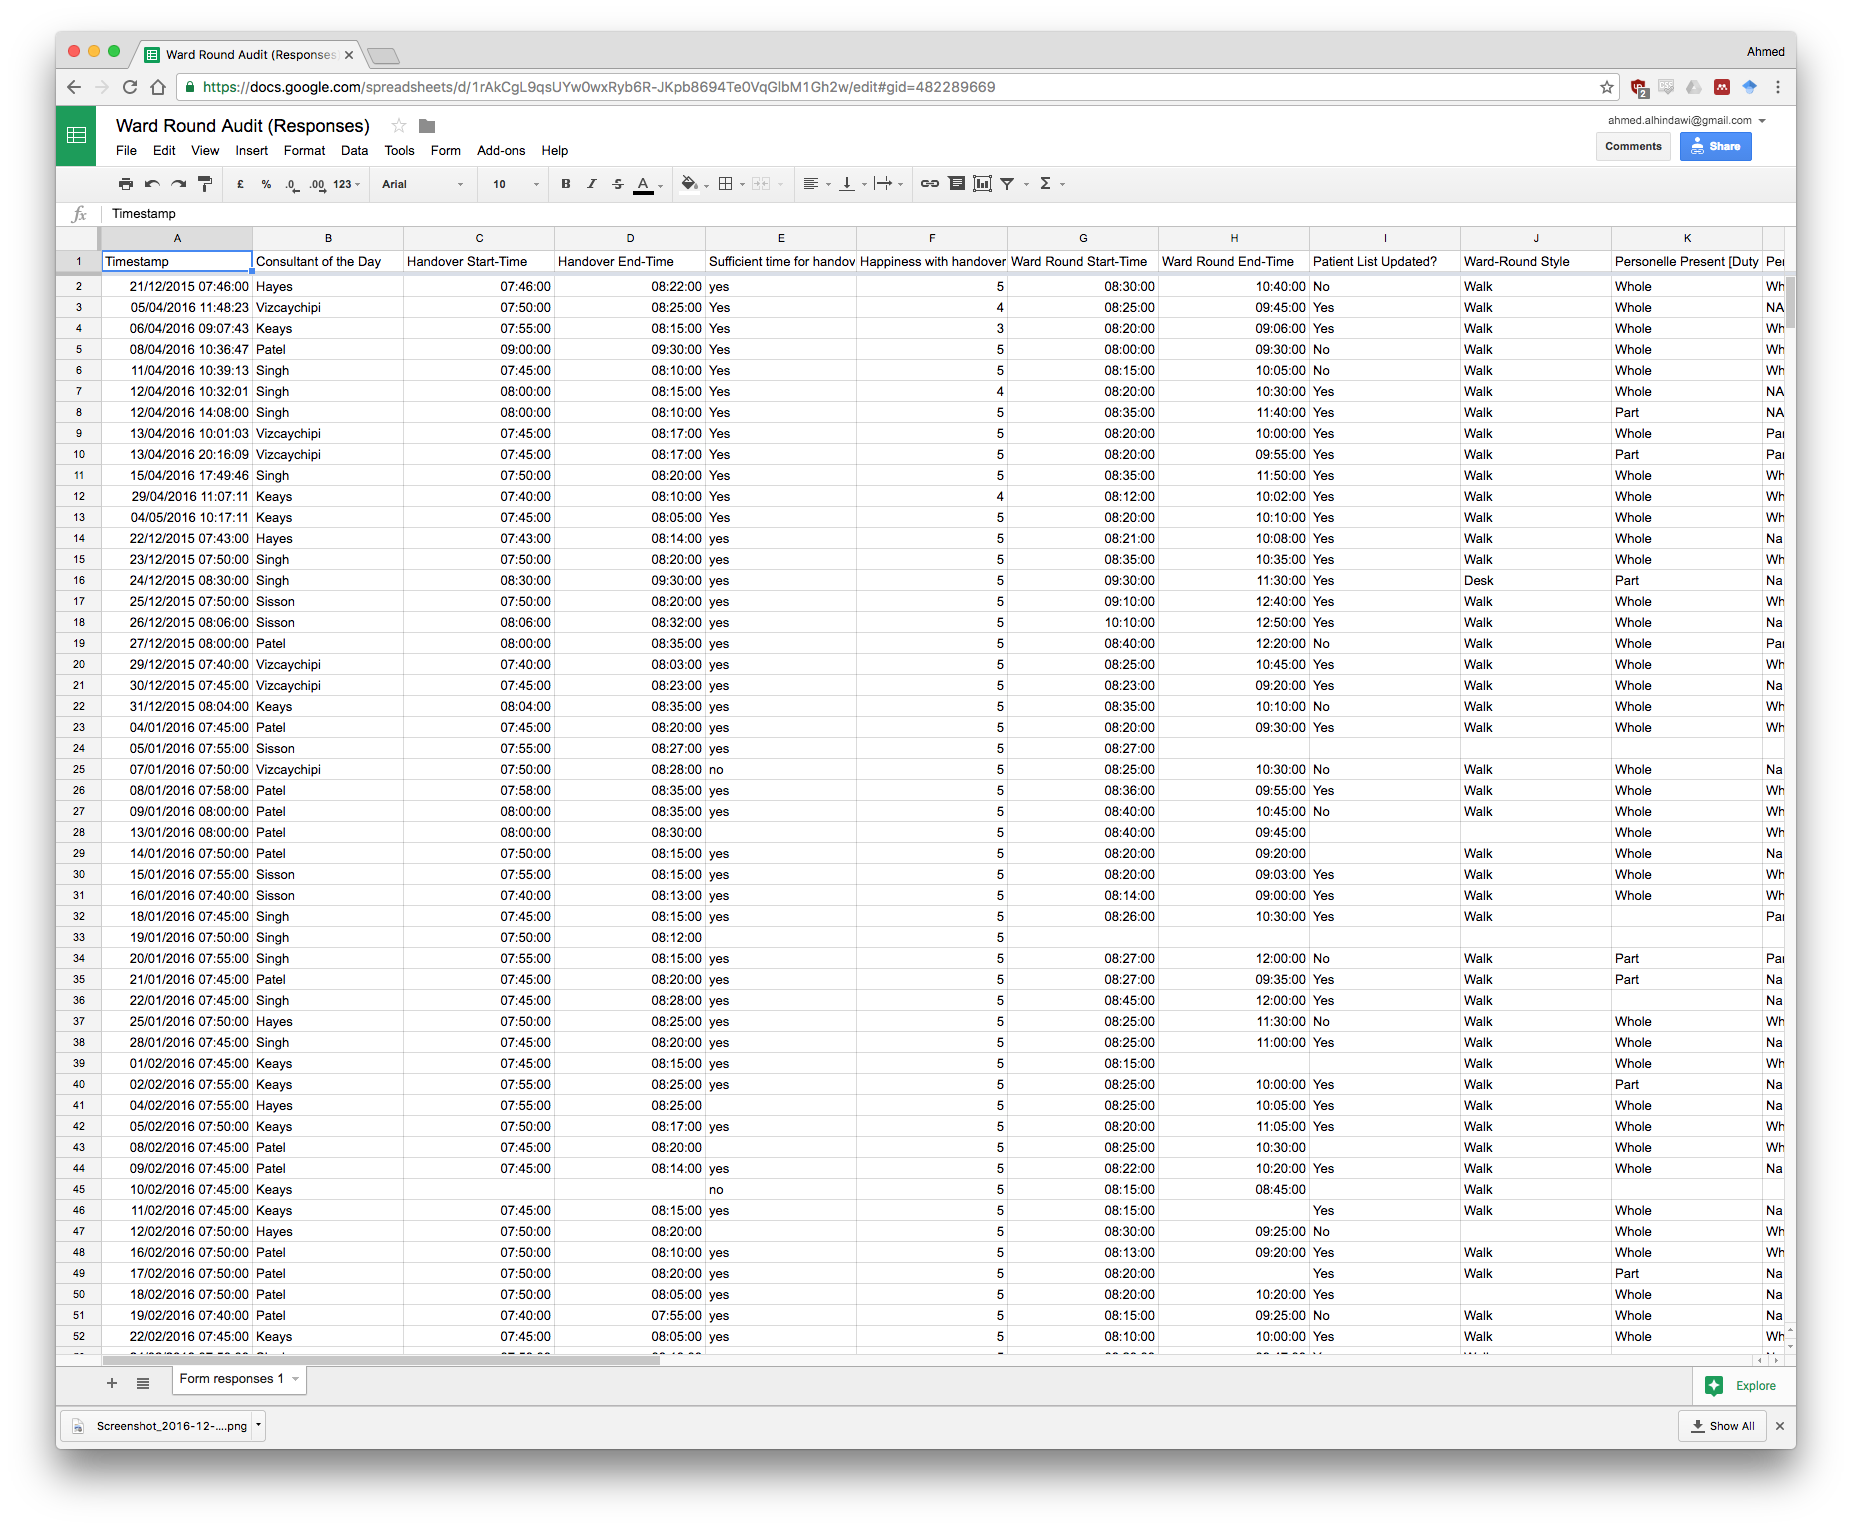 Ward Round Audit (Responses) Ahmed
https://docs.google.com/spreadsheets/d/1rAkCgL9qsUYw0wxRyb6R-JKpb8694Te0VqGlbM1Gh2w/edit#gid=482289669 2
Ward Round Audit (Responses) ahmed.alhindawi@gmail.com
File Edit View Insert Format Data Tools Form Add-ons Help Comments Share
£ % .0 .00 123 Arial 10 B I S A Σ
fx Timestamp
A B C D E F G H I J K
1 Timestamp Consultant of the Day Handover Start-Time Handover End-Time Sufficient time for handov Happiness with handover Ward Round Start-Time Ward Round End-Time Patient List Updated? Ward-Round Style Personelle Present [Duty Per
2 21/12/2015 07:46:00 Hayes 07:46:00 08:22:00 yes 5 08:30:00 10:40:00 No Walk Whole Wh
3 05/04/2016 11:48:23 Vizcaychipi 07:50:00 08:25:00 Yes 4 08:25:00 09:45:00 Yes Walk Whole NA
4 06/04/2016 09:07:43 Keays 07:55:00 08:15:00 Yes 3 08:20:00 09:06:00 Yes Walk Whole Wh
5 08/04/2016 10:36:47 Patel 09:00:00 09:30:00 Yes 5 08:00:00 09:30:00 No Walk Whole Wh
6 11/04/2016 10:39:13 Singh 07:45:00 08:10:00 Yes 5 08:15:00 10:05:00 No Walk Whole Wh
7 12/04/2016 10:32:01 Singh 08:00:00 08:15:00 Yes 4 08:20:00 10:30:00 Yes Walk Whole NA
8 12/04/2016 14:08:00 Singh 08:00:00 08:10:00 Yes 5 08:35:00 11:40:00 Yes Walk Part NA
9 13/04/2016 10:01:03 Vizcaychipi 07:45:00 08:17:00 Yes 5 08:20:00 10:00:00 Yes Walk Whole Par
10 13/04/2016 20:16:09 Vizcaychipi 07:45:00 08:17:00 Yes 5 08:20:00 09:55:00 Yes Walk Part Par
11 15/04/2016 17:49:46 Singh 07:50:00 08:20:00 Yes 5 08:35:00 11:50:00 Yes Walk Whole Wh
12 29/04/2016 11:07:11 Keays 07:40:00 08:10:00 Yes 4 08:12:00 10:02:00 Yes Walk Whole Wh
13 04/05/2016 10:17:11 Keays 07:45:00 08:05:00 Yes 5 08:20:00 10:10:00 Yes Walk Whole Wh
14 22/12/2015 07:43:00 Hayes 07:43:00 08:14:00 yes 5 08:21:00 10:08:00 Yes Walk Whole Na
15 23/12/2015 07:50:00 Singh 07:50:00 08:20:00 yes 5 08:35:00 10:35:00 Yes Walk Whole Wh
16 24/12/2015 08:30:00 Singh 08:30:00 09:30:00 yes 5 09:30:00 11:30:00 Yes Desk Part Na
17 25/12/2015 07:50:00 Sisson 07:50:00 08:20:00 yes 5 09:10:00 12:40:00 Yes Walk Whole Wh
18 26/12/2015 08:06:00 Sisson 08:06:00 08:32:00 yes 5 10:10:00 12:50:00 Yes Walk Whole Na
19 27/12/2015 08:00:00 Patel 08:00:00 08:35:00 yes 5 08:40:00 12:20:00 No Walk Whole Par
20 29/12/2015 07:40:00 Vizcaychipi 07:40:00 08:03:00 yes 5 08:25:00 10:45:00 Yes Walk Whole Wh
21 30/12/2015 07:45:00 Vizcaychipi 07:45:00 08:23:00 yes 5 08:23:00 09:20:00 Yes Walk Whole Na
22 31/12/2015 08:04:00 Keays 08:04:00 08:35:00 yes 5 08:35:00 10:10:00 No Walk Whole Wh
23 04/01/2016 07:45:00 Patel 07:45:00 08:20:00 yes 5 08:20:00 09:30:00 Yes Walk Whole Wh
24 05/01/2016 07:55:00 Sisson 07:55:00 08:27:00 yes 5 08:27:00
25 07/01/2016 07:50:00 Vizcaychipi 07:50:00 08:28:00 no 5 08:25:00 10:30:00 No Walk Whole Na
26 08/01/2016 07:58:00 Patel 07:58:00 08:35:00 yes 5 08:36:00 09:55:00 Yes Walk Whole Wh
27 09/01/2016 08:00:00 Patel 08:00:00 08:35:00 yes 5 08:40:00 10:45:00 No Walk Whole Wh
28 13/01/2016 08:00:00 Patel 08:00:00 08:30:00 5 08:40:00 09:45:00 Whole Wh
29 14/01/2016 07:50:00 Patel 07:50:00 08:15:00 yes 5 08:20:00 09:20:00 Walk Whole Na
30 15/01/2016 07:55:00 Sisson 07:55:00 08:15:00 yes 5 08:20:00 09:03:00 Yes Walk Whole Wh
31 16/01/2016 07:40:00 Sisson 07:40:00 08:13:00 yes 5 08:14:00 09:00:00 Yes Walk Whole Wh
32 18/01/2016 07:45:00 Singh 07:45:00 08:15:00 yes 5 08:26:00 10:30:00 Yes Walk Par
33 19/01/2016 07:50:00 Singh 07:50:00 08:12:00 5
34 20/01/2016 07:55:00 Singh 07:55:00 08:15:00 yes 5 08:27:00 12:00:00 No Walk Part Par
35 21/01/2016 07:45:00 Patel 07:45:00 08:20:00 yes 5 08:27:00 09:35:00 Yes Walk Part Na
36 22/01/2016 07:45:00 Singh 07:45:00 08:28:00 yes 5 08:45:00 12:00:00 Yes Walk Na
37 25/01/2016 07:50:00 Hayes 07:50:00 08:25:00 yes 5 08:25:00 11:30:00 No Walk Whole Wh
38 28/01/2016 07:45:00 Singh 07:45:00 08:20:00 yes 5 08:25:00 11:00:00 Yes Walk Whole Na
39 01/02/2016 07:45:00 Keays 07:45:00 08:15:00 yes 5 08:15:00 Walk Whole Wh
40 02/02/2016 07:55:00 Keays 07:55:00 08:25:00 yes 5 08:25:00 10:00:00 Yes Walk Part Na
41 04/02/2016 07:55:00 Hayes 07:55:00 08:25:00 5 08:25:00 10:05:00 Yes Walk Whole Na
42 05/02/2016 07:50:00 Keays 07:50:00 08:17:00 yes 5 08:20:00 11:05:00 Yes Walk Whole Wh
43 08/02/2016 07:45:00 Patel 07:45:00 08:20:00 5 08:25:00 10:30:00 Walk Whole Wh
44 09/02/2016 07:45:00 Patel 07:45:00 08:14:00 yes 5 08:22:00 10:20:00 Yes Walk Whole Na
45 10/02/2016 07:45:00 Keays no 5 08:15:00 08:45:00 Walk
46 11/02/2016 07:45:00 Keays 07:45:00 08:15:00 yes 5 08:15:00 Yes Walk Whole Na
47 12/02/2016 07:50:00 Hayes 07:50:00 08:20:00 5 08:30:00 09:25:00 No Whole Wh
48 16/02/2016 07:50:00 Patel 07:50:00 08:10:00 yes 5 08:13:00 09:20:00 Yes Walk Whole Wh
49 17/02/2016 07:50:00 Patel 07:50:00 08:20:00 yes 5 08:20:00 Yes Walk Part Na
50 18/02/2016 07:50:00 Patel 07:50:00 08:05:00 yes 5 08:20:00 10:20:00 Yes Whole Na
51 19/02/2016 07:40:00 Patel 07:40:00 07:55:00 yes 5 08:15:00 09:25:00 No Walk Whole Na
52 22/02/2016 07:45:00 Keays 07:45:00 08:05:00 yes 5 08:10:00 10:00:00 Yes Walk Whole Wh
Form responses 1 Explore
Screenshot_2016-12-....png Show All